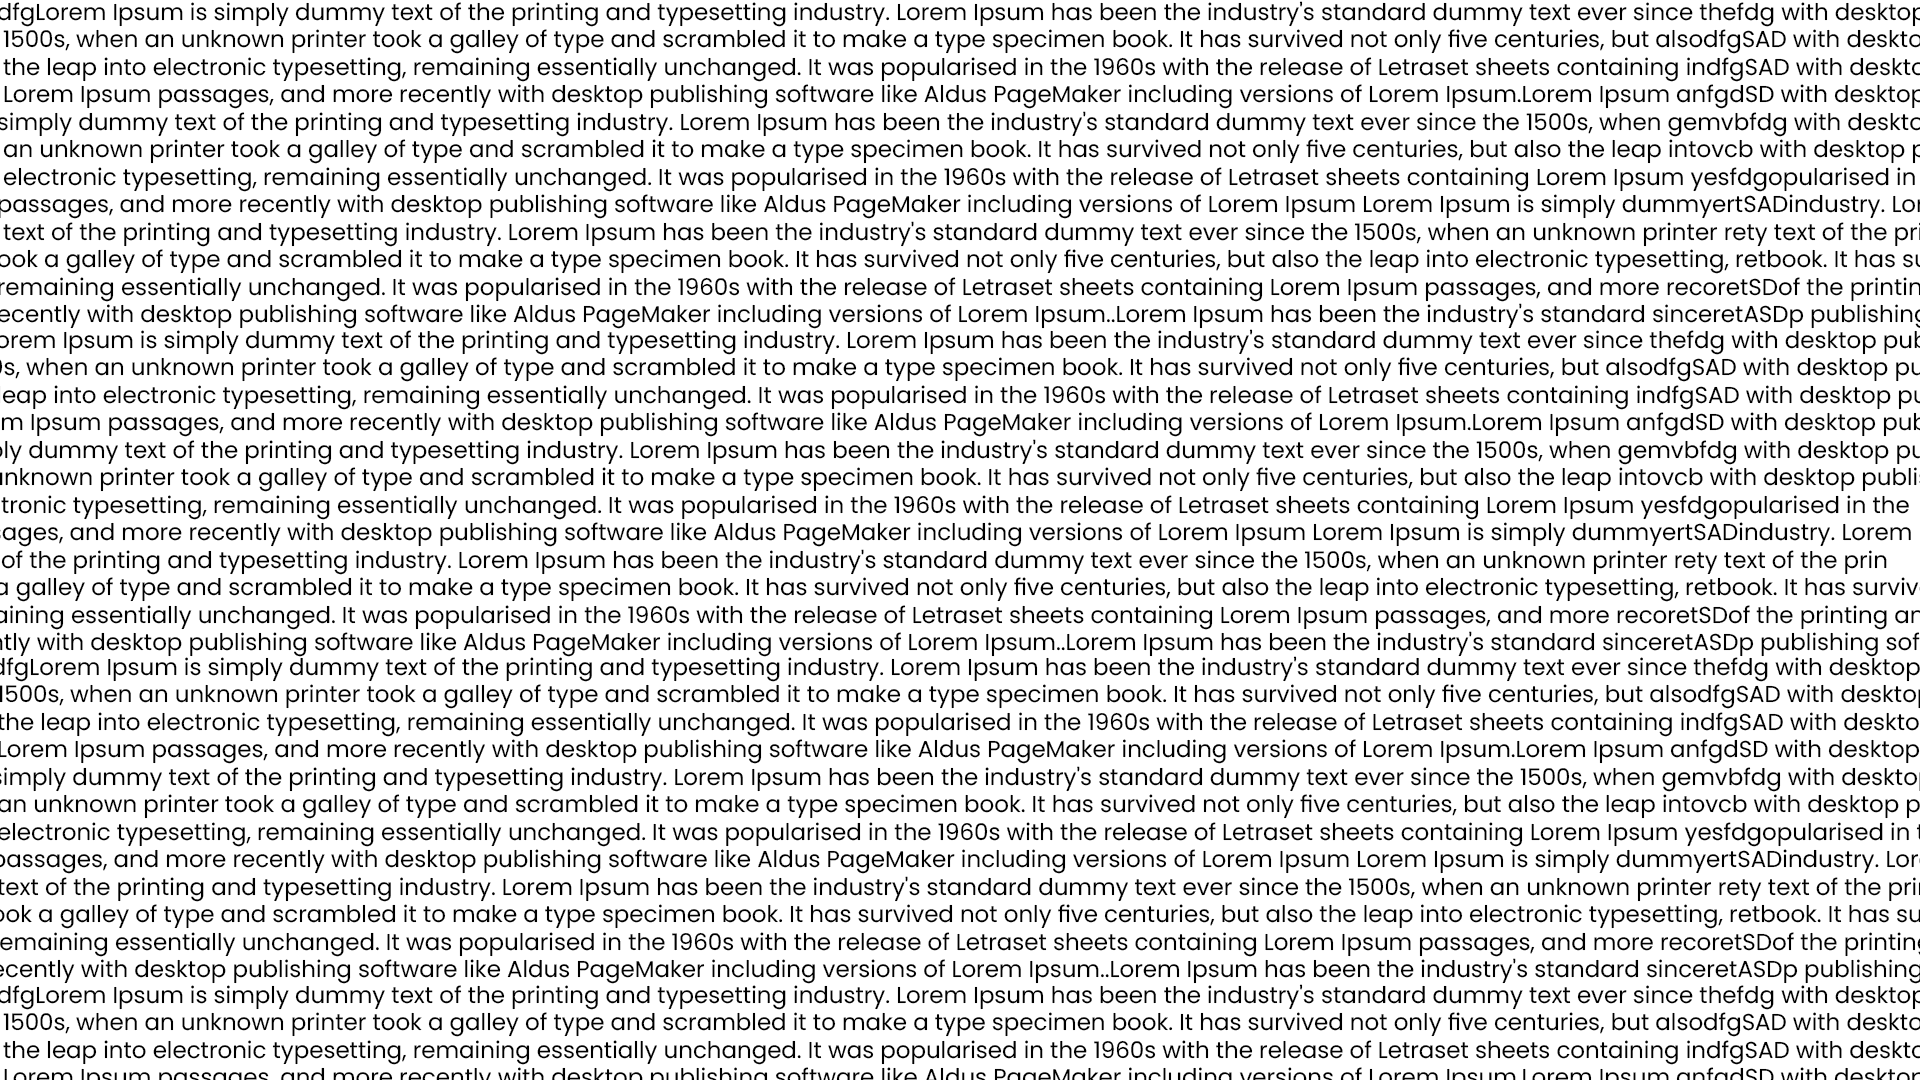 dfgLorem Ipsum is simply dummy text of the printing and typesetting industry. Lorem Ipsum has been the industry's standard dummy text ever since thefdg with desktop
1500s, when an unknown printer took a galley of type and scrambled it to make a type specimen book. It has survived not only five centuries, but alsodfgSAD with deskto
the leap into electronic typesetting, remaining essentially unchanged. It was popularised in the 1960s with the release of Letraset sheets containing indfgSAD with deskto
Lorem Ipsum passages, and more recently with desktop publishing software like Aldus PageMaker including versions of Lorem Ipsum.Lorem Ipsum anfgdSD with desktop
simply dummy text of the printing and typesetting industry. Lorem Ipsum has been the industry's standard dummy text ever since the 1500s, when gemvbfdg with deskto
an unknown printer took a galley of type and scrambled it to make a type specimen book. It has survived not only five centuries, but also the leap intovcb with desktop p
electronic typesetting, remaining essentially unchanged. It was popularised in the 1960s with the release of Letraset sheets containing Lorem Ipsum yesfdgopularised in
passages, and more recently with desktop publishing software like Aldus PageMaker including versions of Lorem Ipsum Lorem Ipsum is simply dummyertSADindustry. Lor
text of the printing and typesetting industry. Lorem Ipsum has been the industry's standard dummy text ever since the 1500s, when an unknown printer rety text of the pri
ook a galley of type and scrambled it to make a type specimen book. It has survived not only five centuries, but also the leap into electronic typesetting, retbook. It has su
remaining essentially unchanged. It was popularised in the 1960s with the release of Letraset sheets containing Lorem Ipsum passages, and more recoretSDof the printin
ecently with desktop publishing software like Aldus PageMaker including versions of Lorem Ipsum..Lorem Ipsum has been the industry's standard sinceretASDp publishing
orem Ipsum is simply dummy text of the printing and typesetting industry. Lorem Ipsum has been the industry's standard dummy text ever since thefdg with desktop pub
0s, when an unknown printer took a galley of type and scrambled it to make a type specimen book. It has survived not only five centuries, but alsodfgSAD with desktop pu
leap into electronic typesetting, remaining essentially unchanged. It was popularised in the 1960s with the release of Letraset sheets containing indfgSAD with desktop pu
m Ipsum passages, and more recently with desktop publishing software like Aldus PageMaker including versions of Lorem Ipsum.Lorem Ipsum anfgdSD with desktop pub
ply dummy text of the printing and typesetting industry. Lorem Ipsum has been the industry's standard dummy text ever since the 1500s, when gemvbfdg with desktop pu
unknown printer took a galley of type and scrambled it to make a type specimen book. It has survived not only five centuries, but also the leap intovcb with desktop publi
tronic typesetting, remaining essentially unchanged. It was popularised in the 1960s with the release of Letraset sheets containing Lorem Ipsum yesfdgopularised in the
sages, and more recently with desktop publishing software like Aldus PageMaker including versions of Lorem Ipsum Lorem Ipsum is simply dummyertSADindustry. Lorem
of the printing and typesetting industry. Lorem Ipsum has been the industry's standard dummy text ever since the 1500s, when an unknown printer rety text of the prin
a galley of type and scrambled it to make a type specimen book. It has survived not only five centuries, but also the leap into electronic typesetting, retbook. It has surviv
aining essentially unchanged. It was popularised in the 1960s with the release of Letraset sheets containing Lorem Ipsum passages, and more recoretSDof the printing an
ntly with desktop publishing software like Aldus PageMaker including versions of Lorem Ipsum..Lorem Ipsum has been the industry's standard sinceretASDp publishing sof
dfgLorem Ipsum is simply dummy text of the printing and typesetting industry. Lorem Ipsum has been the industry's standard dummy text ever since thefdg with desktop
1500s, when an unknown printer took a galley of type and scrambled it to make a type specimen book. It has survived not only five centuries, but alsodfgSAD with desktop
the leap into electronic typesetting, remaining essentially unchanged. It was popularised in the 1960s with the release of Letraset sheets containing indfgSAD with deskto
Lorem Ipsum passages, and more recently with desktop publishing software like Aldus PageMaker including versions of Lorem Ipsum.Lorem Ipsum anfgdSD with desktop
simply dummy text of the printing and typesetting industry. Lorem Ipsum has been the industry's standard dummy text ever since the 1500s, when gemvbfdg with desktop
an unknown printer took a galley of type and scrambled it to make a type specimen book. It has survived not only five centuries, but also the leap intovcb with desktop p
electronic typesetting, remaining essentially unchanged. It was popularised in the 1960s with the release of Letraset sheets containing Lorem Ipsum yesfdgopularised in t
passages, and more recently with desktop publishing software like Aldus PageMaker including versions of Lorem Ipsum Lorem Ipsum is simply dummyertSADindustry. Lor
text of the printing and typesetting industry. Lorem Ipsum has been the industry's standard dummy text ever since the 1500s, when an unknown printer rety text of the pri
ook a galley of type and scrambled it to make a type specimen book. It has survived not only five centuries, but also the leap into electronic typesetting, retbook. It has su
emaining essentially unchanged. It was popularised in the 1960s with the release of Letraset sheets containing Lorem Ipsum passages, and more recoretSDof the printing
ecently with desktop publishing software like Aldus PageMaker including versions of Lorem Ipsum..Lorem Ipsum has been the industry's standard sinceretASDp publishing
dfgLorem Ipsum is simply dummy text of the printing and typesetting industry. Lorem Ipsum has been the industry's standard dummy text ever since thefdg with desktop
1500s, when an unknown printer took a galley of type and scrambled it to make a type specimen book. It has survived not only five centuries, but alsodfgSAD with deskto
the leap into electronic typesetting, remaining essentially unchanged. It was popularised in the 1960s with the release of Letraset sheets containing indfgSAD with deskto
Lorem Ipsum passages, and more recently with desktop publishing software like Aldus PageMaker including versions of Lorem Ipsum.Lorem Ipsum anfgdSD with desktop